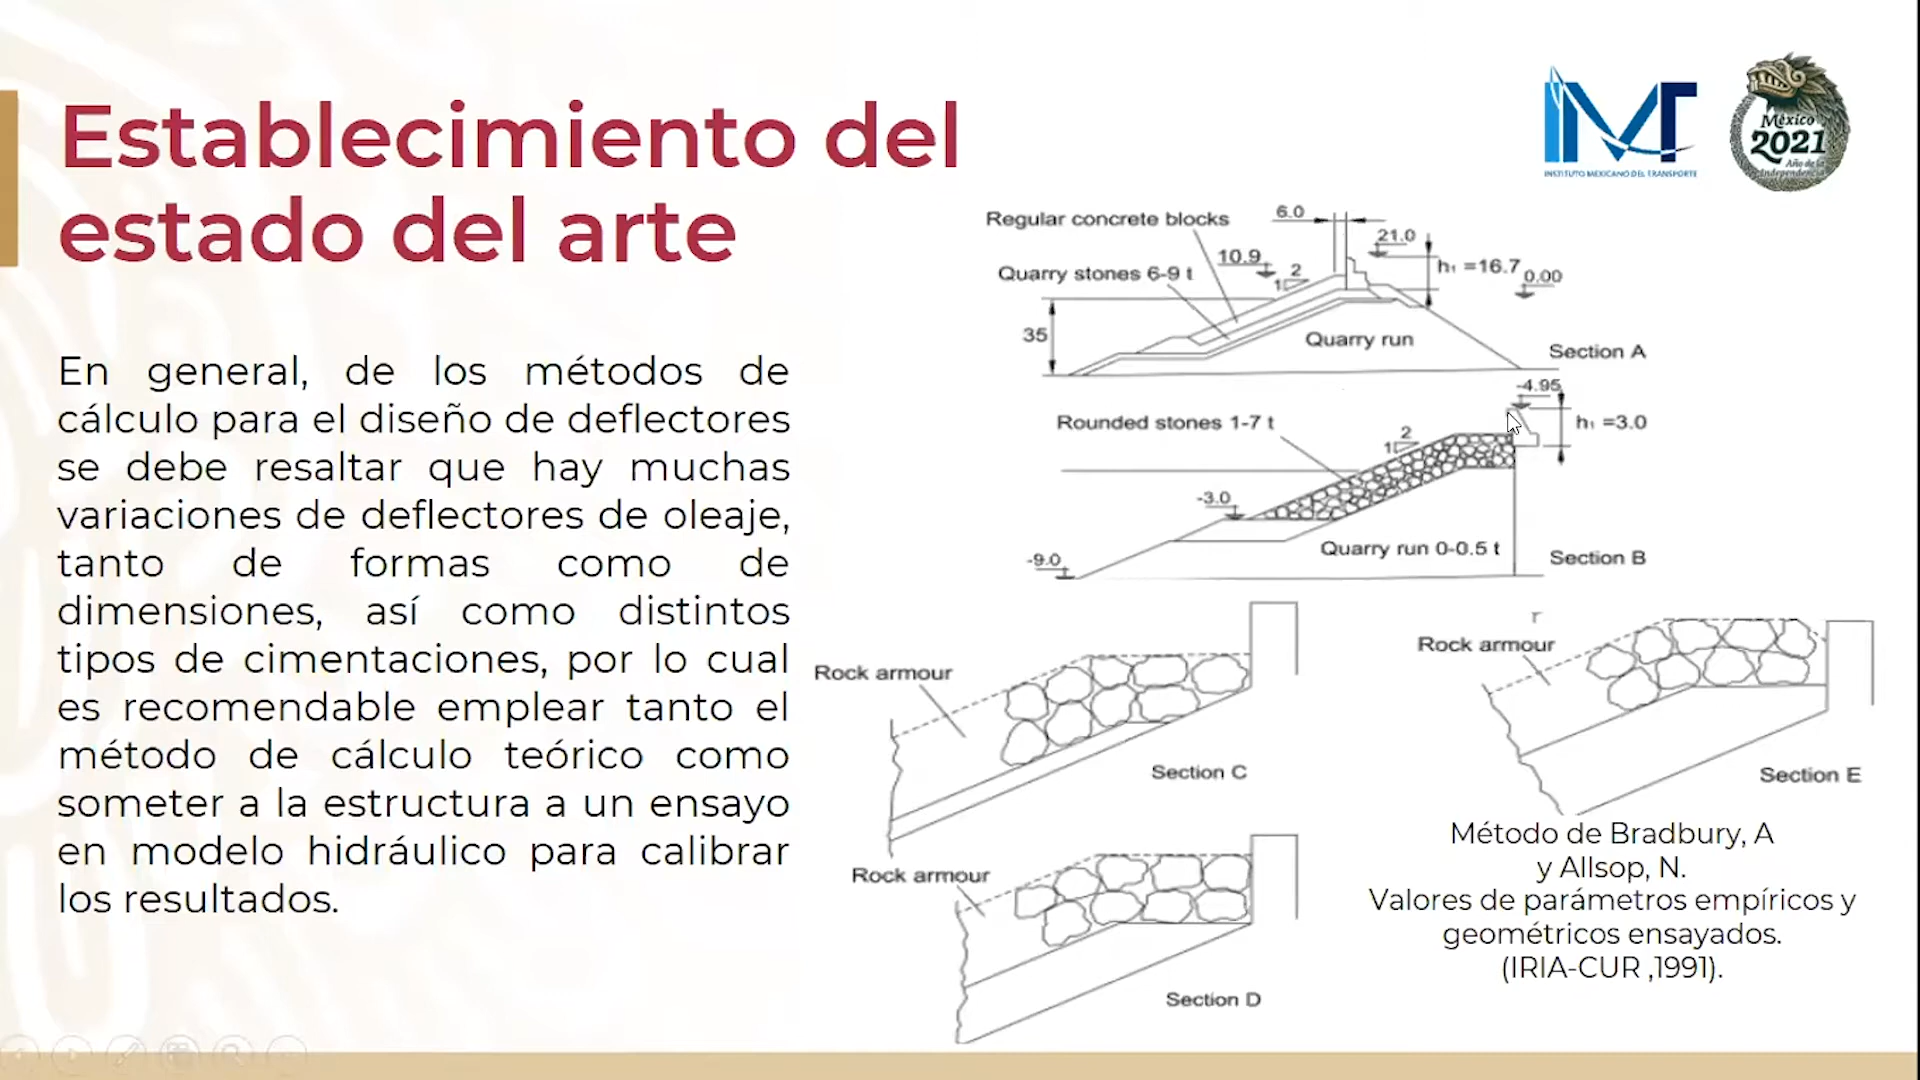 Establecimiento del
estado del arte
En general, de los métodos de
cálculo para el diseño de deflectores
se debe resaltar que hay muchas
variaciones de deflectores de oleaje,
tanto de formas como de
dimensiones, así como distintos
tipos de cimentaciones, por lo cual
es recomendable emplear tanto el
método de cálculo teórico como
someter a la estructura a un ensayo
en modelo hidráulico para calibrar
los resultados.
IMT
INSTITUTO MEXICANO DEL TRANSPORTE
México
2021
Año de la
Independencia
Regular concrete blocks
6.0
21.0
10.9
h₁ =16.7
0.00
Quarry stones 6-9 t
2
1
35
Quarry run
Section A
-4.95
Rounded stones 1-7 t
h₁ =3.0
2
1
-3.0
Quarry run 0-0.5 t
-9.0
Section B
r
Rock armour
Section C
Rock armour
Section E
Rock armour
Section D
Método de Bradbury, A
y Allsop, N.
Valores de parámetros empíricos y
geométricos ensayados.
(IRIA-CUR ,1991).